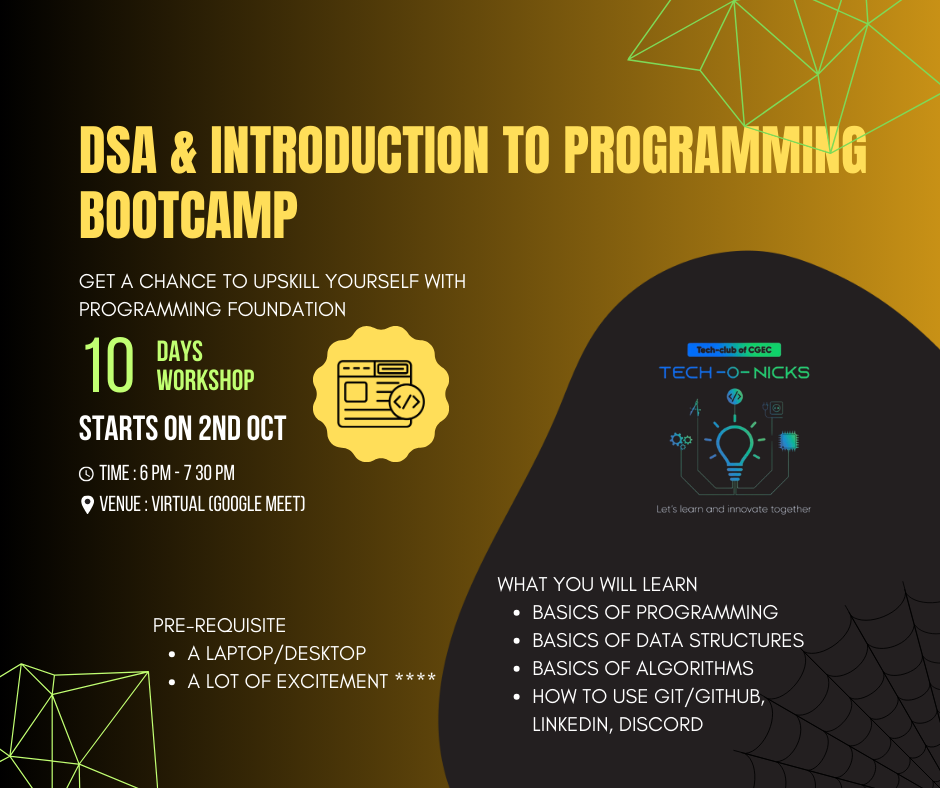 DSA & INTRODUCTION TO PROGRAMMING
BOOTCAMP
GET A CHANCE TO UPSKILL YOURSELF WITH
PROGRAMMING FOUNDATION
10 DAYS
WORKSHOP
STARTS ON 2ND OCT
TIME : 6 PM - 7 30 PM
VENUE : VIRTUAL (GOOGLE MEET)
Tech-club of CGEC
TECH-O-NICKS
Let's learn and innovate together
PRE-REQUISITE
• A LAPTOP/DESKTOP
• A LOT OF EXCITEMENT ****
WHAT YOU WILL LEARN
• BASICS OF PROGRAMMING
• BASICS OF DATA STRUCTURES
• BASICS OF ALGORITHMS
• HOW TO USE GIT/GITHUB,
LINKEDIN, DISCORD